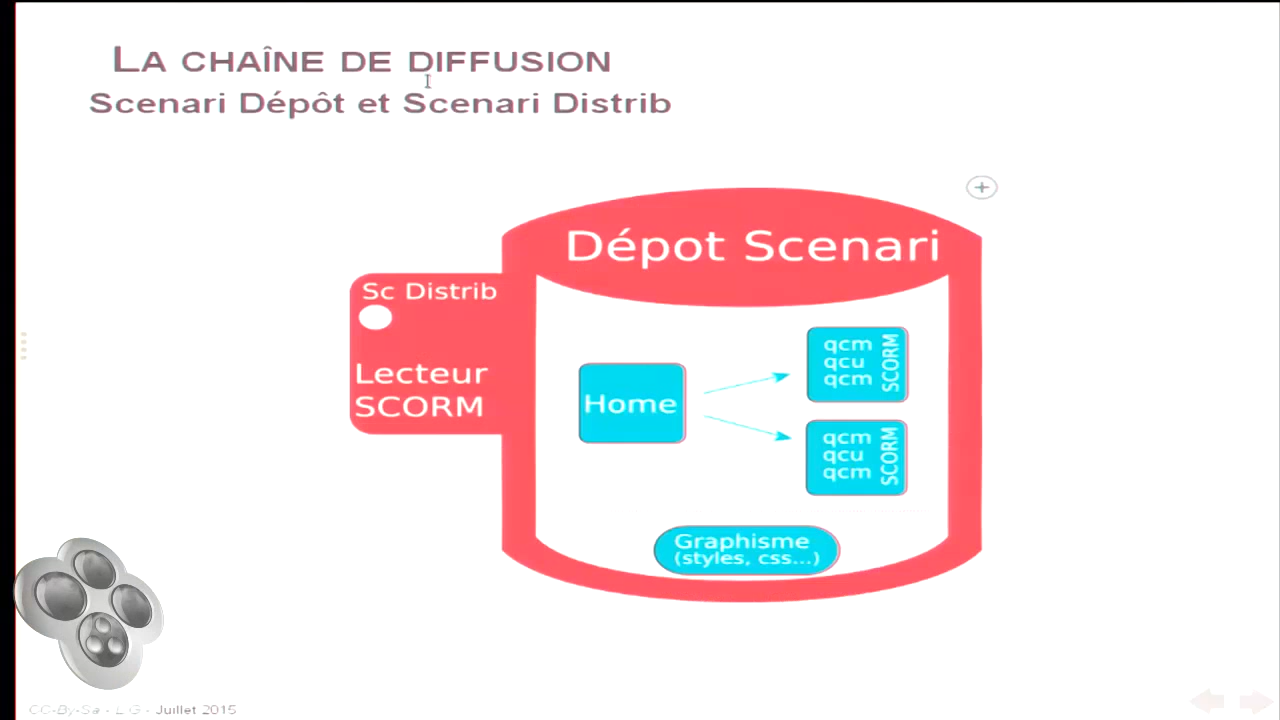 LA CHAÎNE DE DIFFUSION
Scenari Dépôt et Scenari Distrib
Dépot Scenari
Sc Distrib
Lecteur
SCORM
Home
qcm
qcu
qcm
SCORM
qcm
qcu
qcm
SCORM
Graphisme
(styles, css...)
CC-By-Sa - L G - Juillet 2015